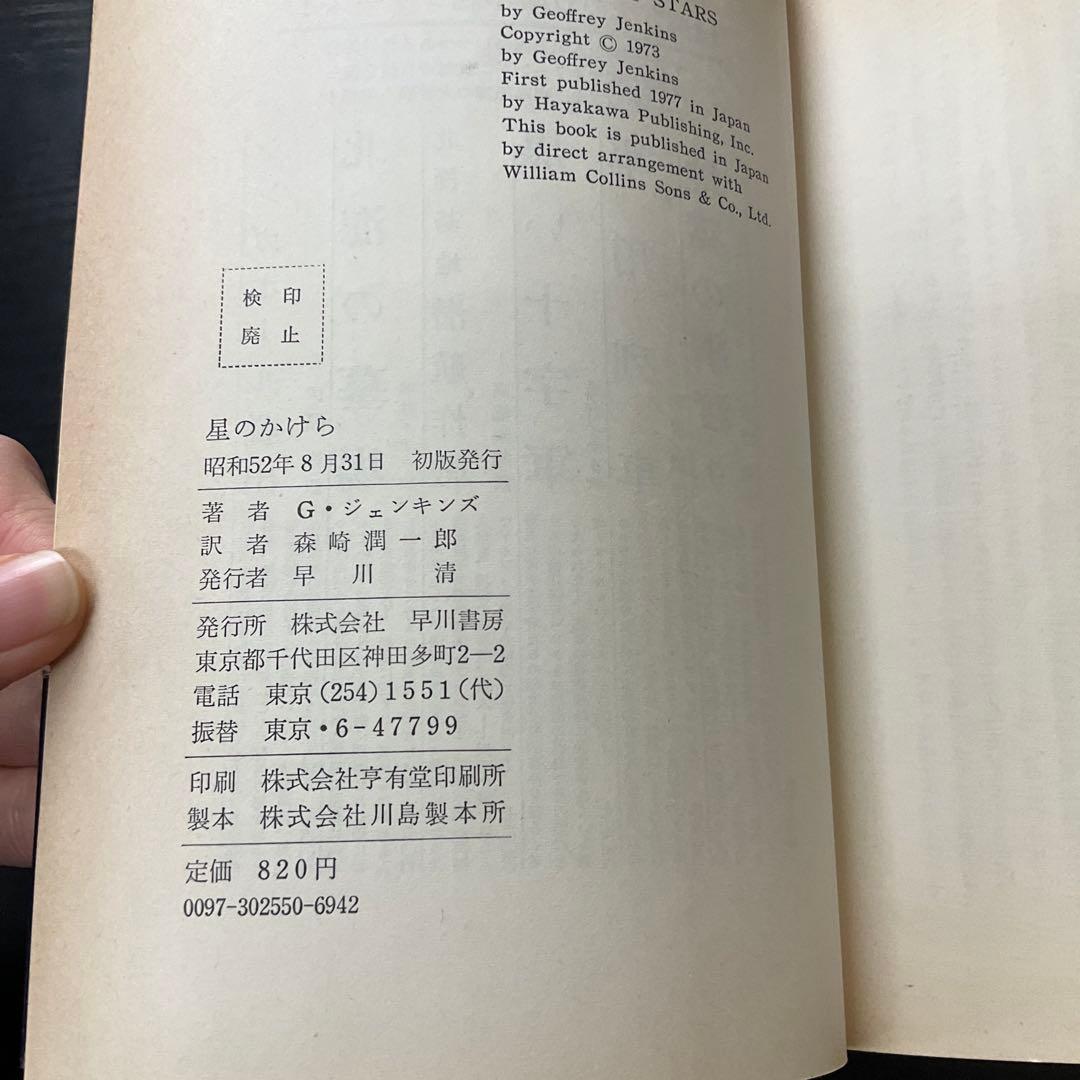 STARS
by Geoffrey Jenkins
Copyright © 1973
by Geoffrey Jenkins
First published 1977 in Japan
by Hayakawa Publishing, Inc.
This book is published in Japan
by direct arrangement with
William Collins Sons & Co., Ltd.
検印
廃止
星のかけら
昭和52年8月31日 初版発行
著者 G・ジェンキンズ
訳者 森崎潤一郎
発行者 早川 清
発行所 株式会社 早川書房
東京都千代田区神田多町2—2
電話 東京(254)1551(代)
振替 東京・6-47799
印刷 株式会社亨有堂印刷所
製本 株式会社川島製本所
定価 820円
0097-302550-6942